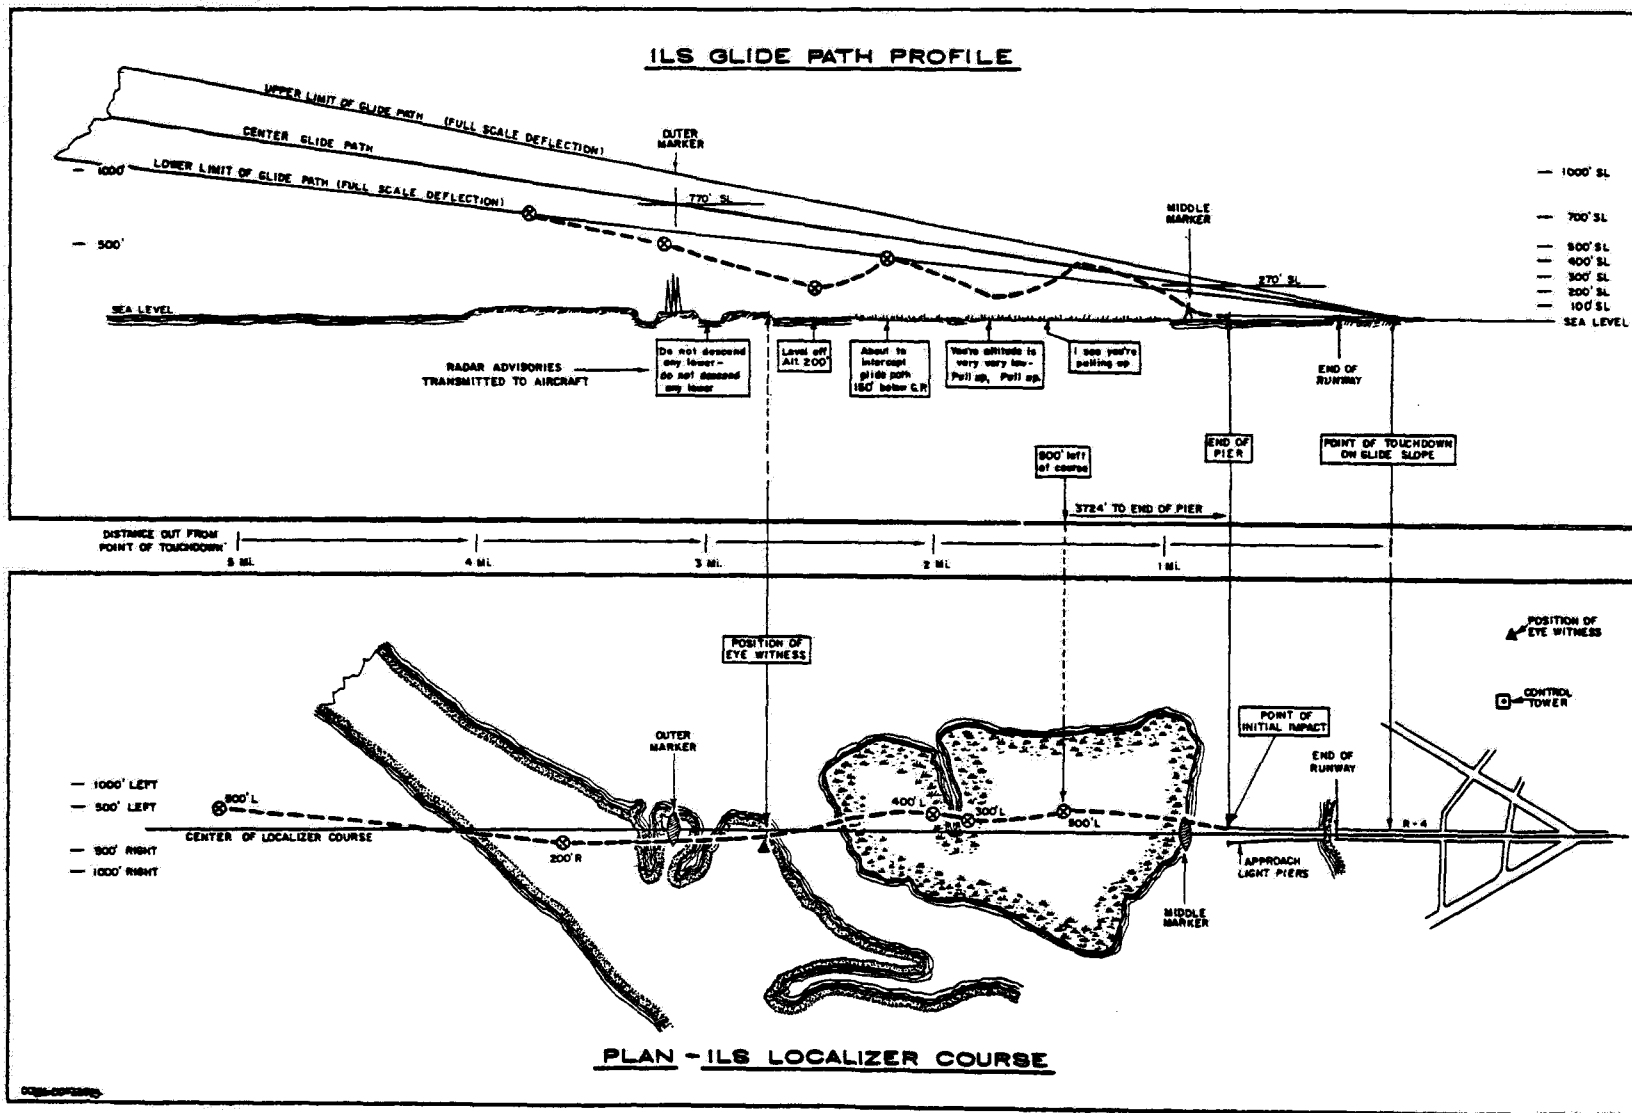 ILS GLIDE PATH PROFILE
UPPER LIMIT OF GLIDE PATH (FULL SCALE DEFLECTION)
CENTER GLIDE PATH
LOWER LIMIT OF GLIDE PATH (FULL SCALE DEFLECTION)
1000'
500'
OUTER
MARKER
770' SL
MIDDLE
MARKER
270' SL
1000' SL
700' SL
500' SL
400' SL
300' SL
200' SL
100' SL
SEA LEVEL
SEA LEVEL
RADAR ADVISORIES
TRANSMITTED TO AIRCRAFT
Do not descend
any lower-
do not descend
any lower
Level off
Alt. 200'
About to
intercept
glide path
150' below G.P.
You're altitude is
very very low-
Pull up, Pull up.
I see you're
pulling up
END OF
RUNWAY
900' left
of course
END OF
PIER
POINT OF TOUCHDOWN
ON GLIDE SLOPE
3724' TO END OF PIER
DISTANCE OUT FROM
POINT OF TOUCHDOWN
5 MI.
4 MI.
3 MI.
2 MI.
1 MI.
POSITION OF
EYE WITNESS
POSITION OF
EYE WITNESS
CONTROL
TOWER
POINT OF
INITIAL IMPACT
OUTER
MARKER
END OF
RUNWAY
1000' LEFT
500' LEFT
500' RIGHT
1000' RIGHT
CENTER OF LOCALIZER COURSE
200' R
400' L
300' L
R-4
APPROACH
LIGHT PIERS
MIDDLE
MARKER
PLAN - ILS LOCALIZER COURSE